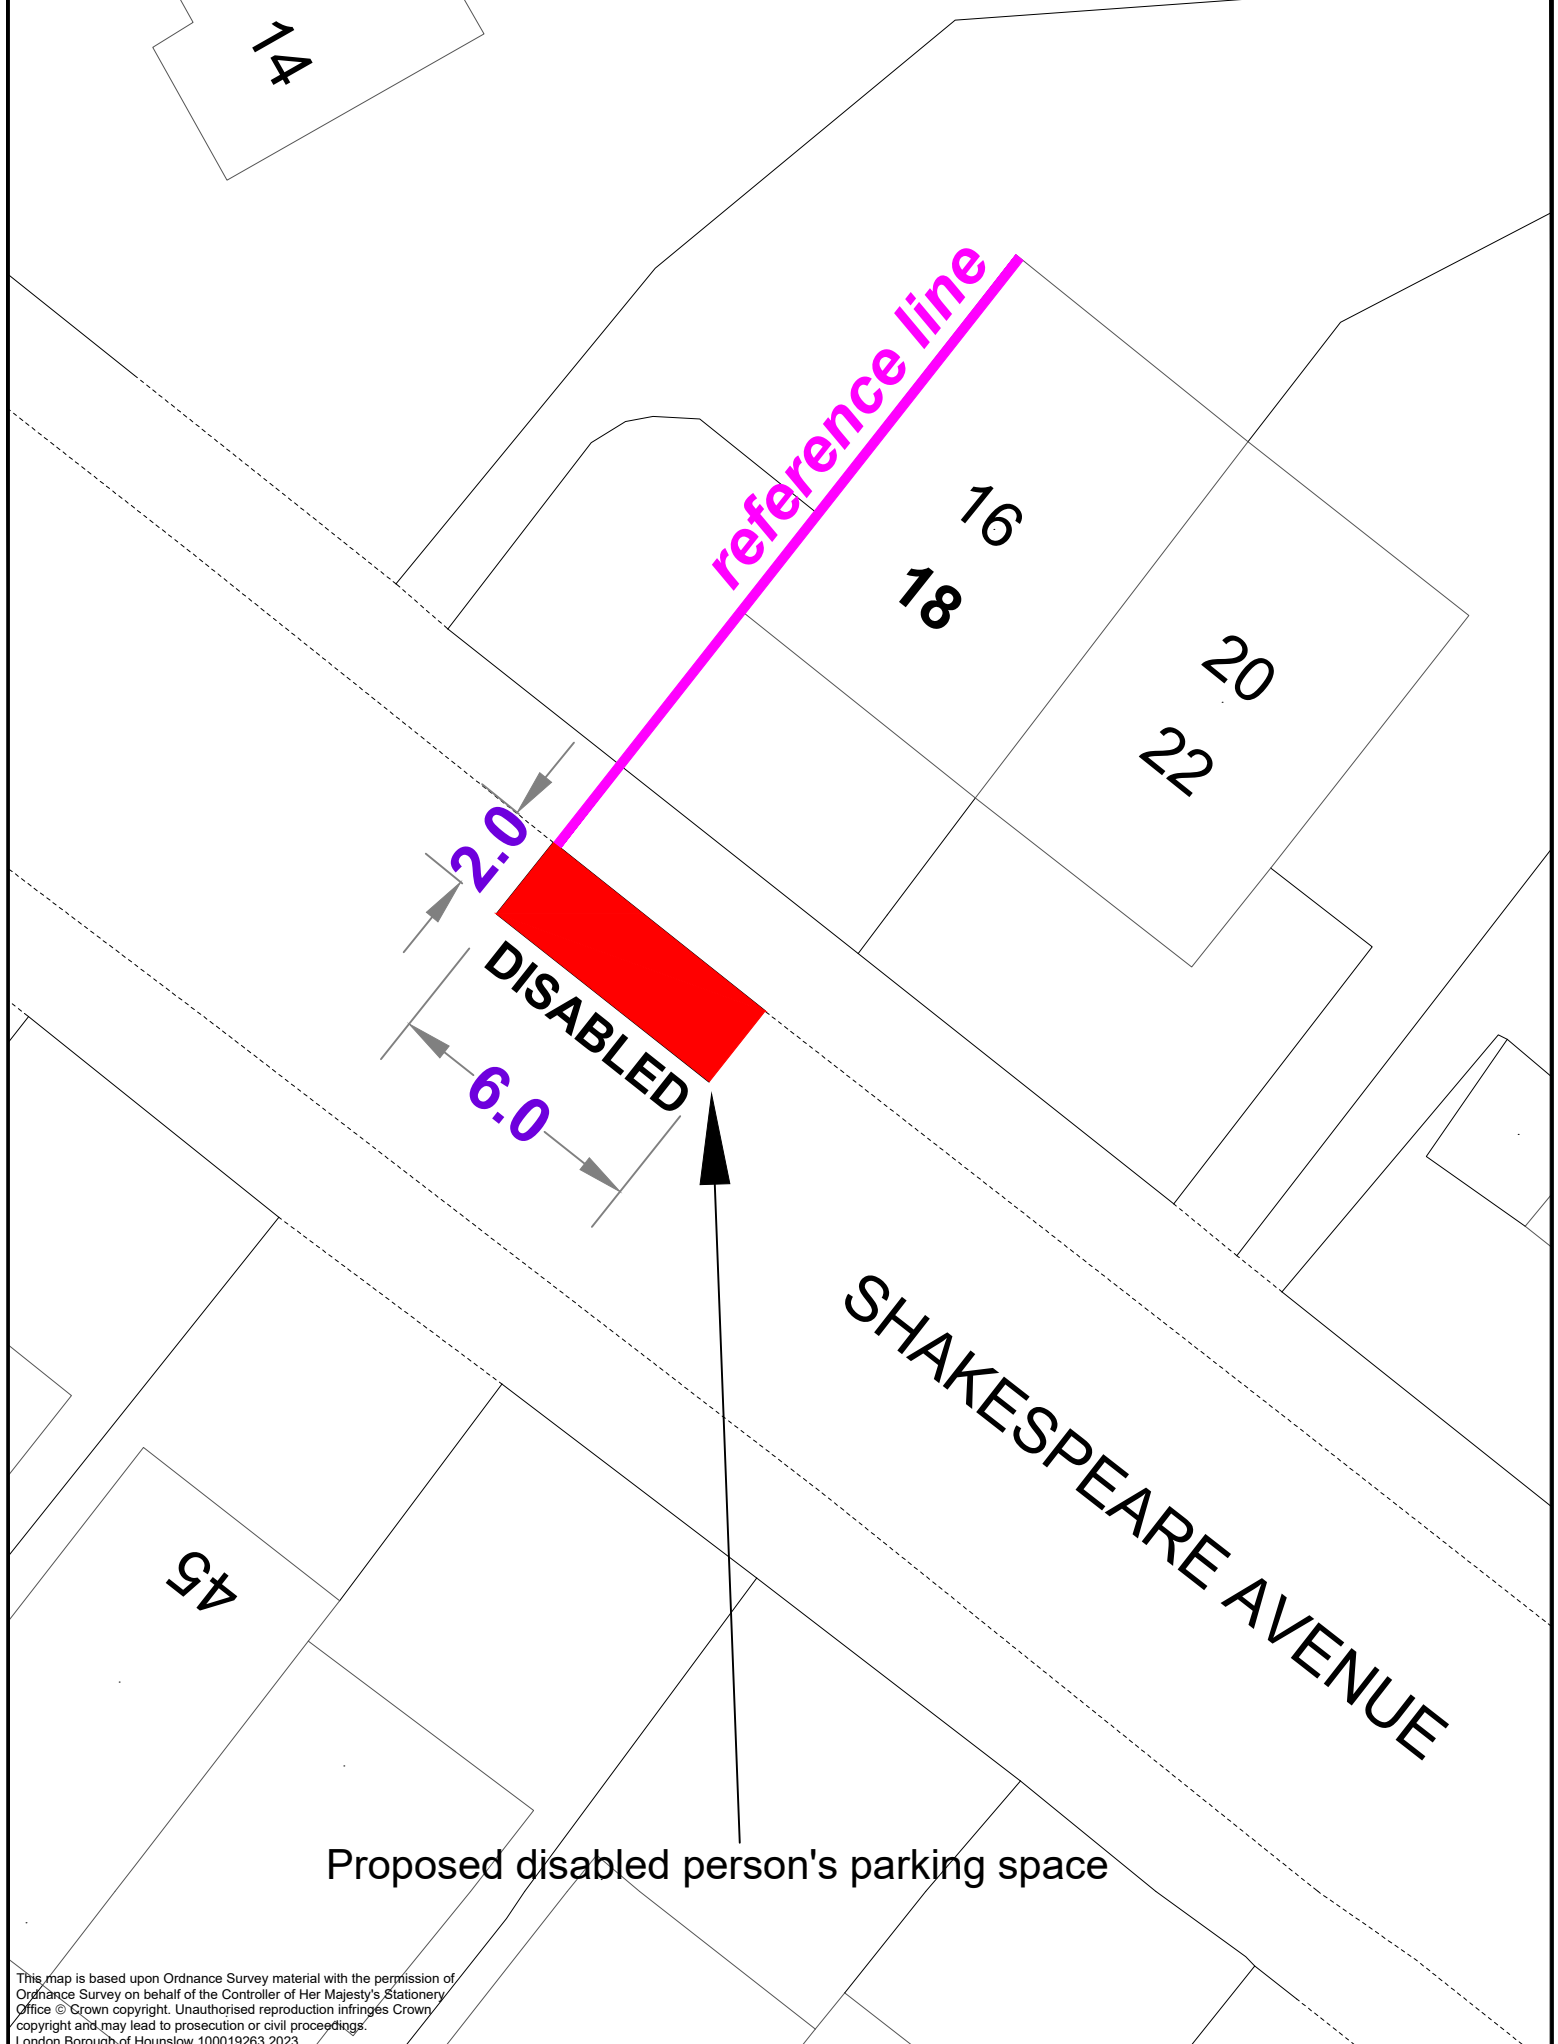 14
reference line
16
18
20
22
2.0
DISABLED
6.0
SHAKESPEARE AVENUE
45
Proposed disabled person's parking space
This map is based upon Ordnance Survey material with the permission of
Ordnance Survey on behalf of the Controller of Her Majesty's Stationery
Office © Crown copyright. Unauthorised reproduction infringes Crown
copyright and may lead to prosecution or civil proceedings.
London Borough of Hounslow 100019263 2023